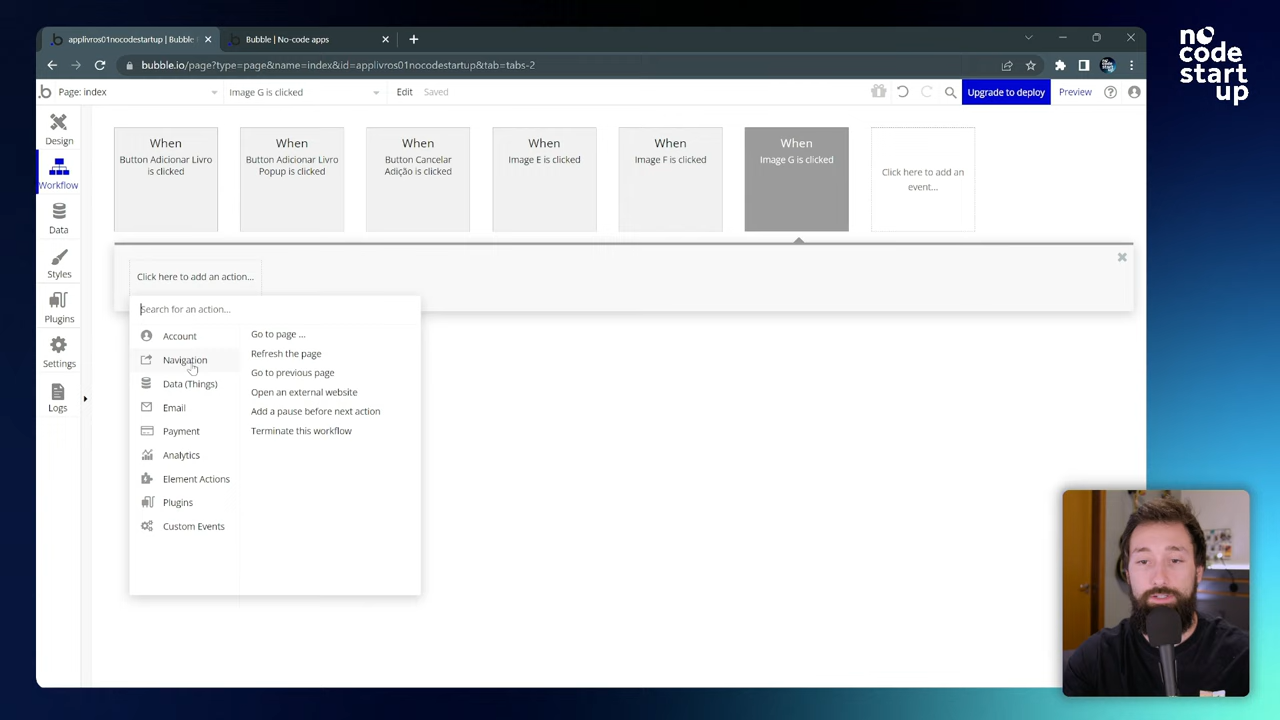 no
code
start
up
applivros01nocodestartup | Bubble
Bubble | No-code apps
bubble.io/page?type=page&name=index&id=applivros01nocodestartup&tab=tabs-2
Page: index
Image G is clicked
Edit
Saved
Upgrade to deploy
Preview
Design
Workflow
Data
Styles
Plugins
Settings
Logs
When
Button Adicionar Livro
is clicked
When
Button Adicionar Livro
Popup is clicked
When
Button Cancelar
Adição is clicked
When
Image E is clicked
When
Image F is clicked
When
Image G is clicked
Click here to add an
event...
Click here to add an action...
Search for an action...
Account
Navigation
Data (Things)
Email
Payment
Analytics
Element Actions
Plugins
Custom Events
Go to page ...
Refresh the page
Go to previous page
Open an external website
Add a pause before next action
Terminate this workflow